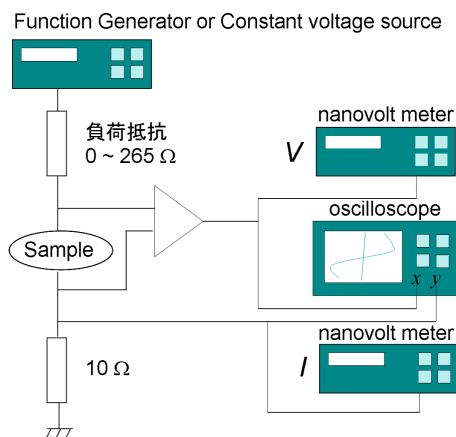 Function Generator or Constant voltage source
負荷抵抗
0 ~ 265 Ω
nanovolt meter
V
oscilloscope
Sample
x y
nanovolt meter
10 Ω
I